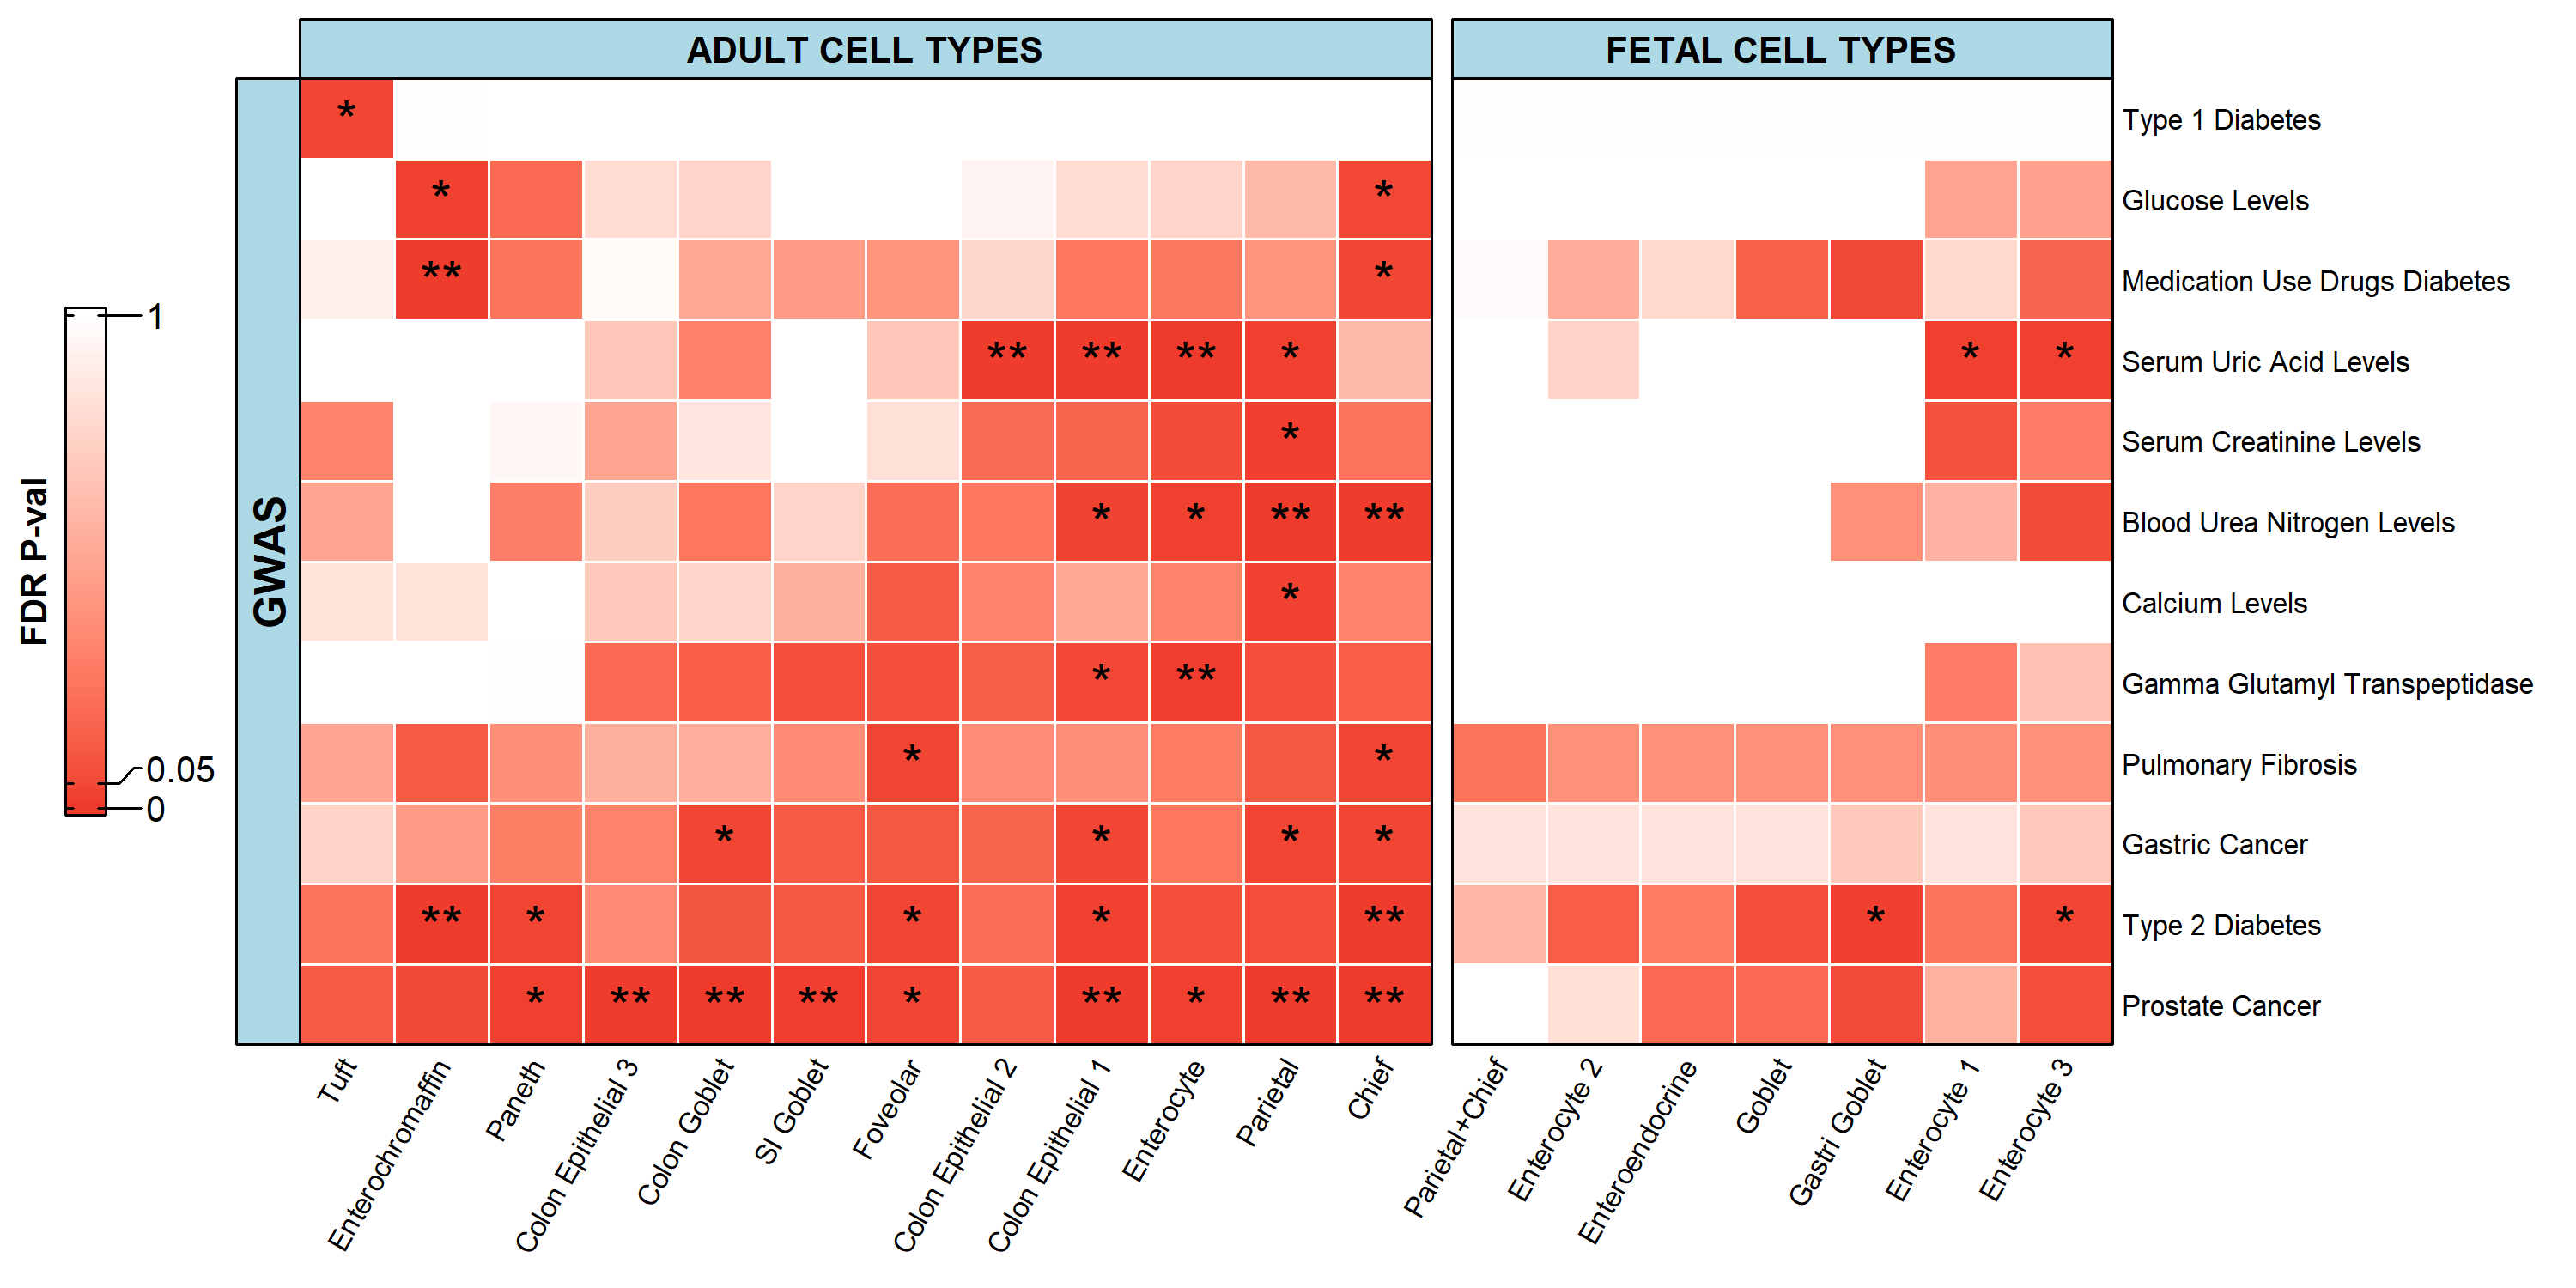 ADULT CELL TYPES
FETAL CELL TYPES
GWAS
FDR P-val
1
0.05
0
* Type 1 Diabetes
* * Glucose Levels
** * Medication Use Drugs Diabetes
** ** ** * * * Serum Uric Acid Levels
* Serum Creatinine Levels
* * ** ** Blood Urea Nitrogen Levels
* Calcium Levels
* ** Gamma Glutamyl Transpeptidase
* * Pulmonary Fibrosis
* * * * Gastric Cancer
** * * * ** * * Type 2 Diabetes
* ** ** ** * ** * ** ** Prostate Cancer
Tuft
Enterochromaffin
Paneth
Colon Epithelial 3
Colon Goblet
SI Goblet
Foveolar
Colon Epithelial 2
Colon Epithelial 1
Enterocyte
Parietal
Chief
Parietal+Chief
Enterocyte 2
Enteroendocrine
Goblet
Gastri Goblet
Enterocyte 1
Enterocyte 3